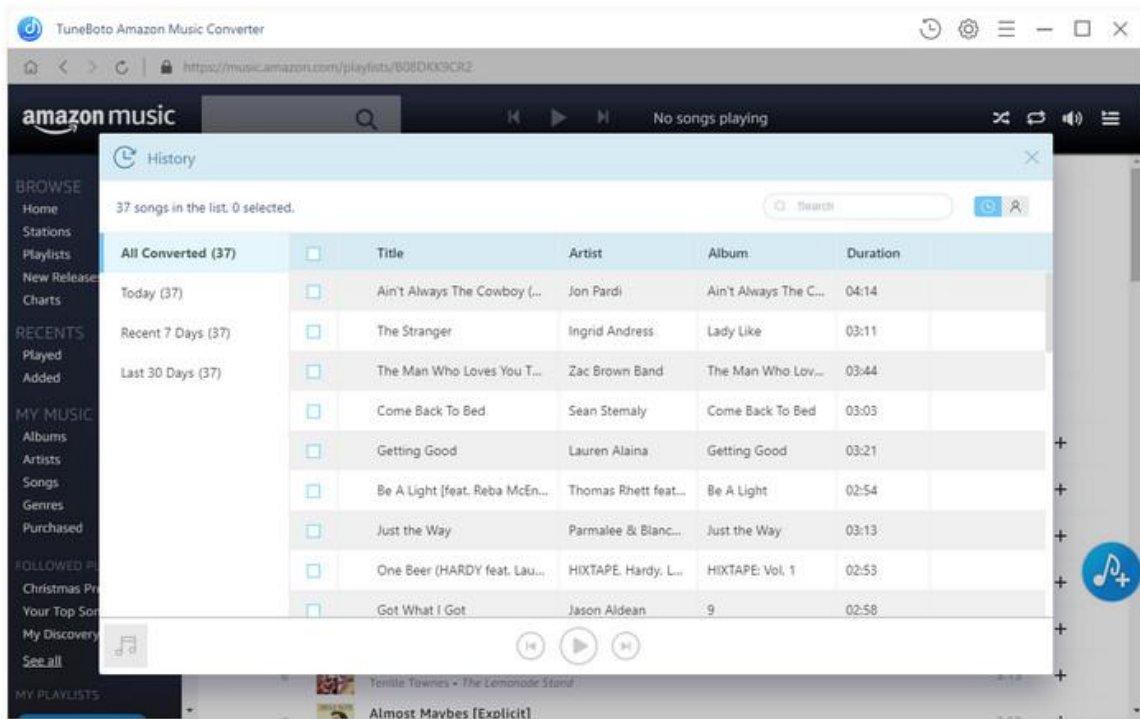 TuneBoto Amazon Music Converter
https://music.amazon.com/playlists/B08DKK9CR2
amazon music
No songs playing
History
37 songs in the list, 0 selected.
Search
BROWSE
Home
Stations
Playlists
New Release
Charts
RECENTS
Played
Added
MY MUSIC
Albums
Artists
Songs
Genres
Purchased
FOLLOWED PL
Christmas Pr
Your Top Son
My Discovery
See all
MY PLAYLISTS
All Converted (37)
Today (37)
Recent 7 Days (37)
Last 30 Days (37)
Title Artist Album Duration
Ain't Always The Cowboy (... Jon Pardi Ain't Always The C... 04:14
The Stranger Ingrid Andress Lady Like 03:11
The Man Who Loves You T... Zac Brown Band The Man Who Lov... 03:44
Come Back To Bed Sean Stemaly Come Back To Bed 03:03
Getting Good Lauren Alaina Getting Good 03:21
Be A Light [feat. Reba McEn... Thomas Rhett feat... Be A Light 02:54
Just the Way Parmalee & Blanc... Just the Way 03:13
One Beer (HARDY feat. Lau... HIXTAPE, Hardy, L... HIXTAPE: Vol. 1 02:53
Got What I Got Jason Aldean 9 02:58
Tenille Townes • The Lemonade Stand
Almost Maybes [Explicit]